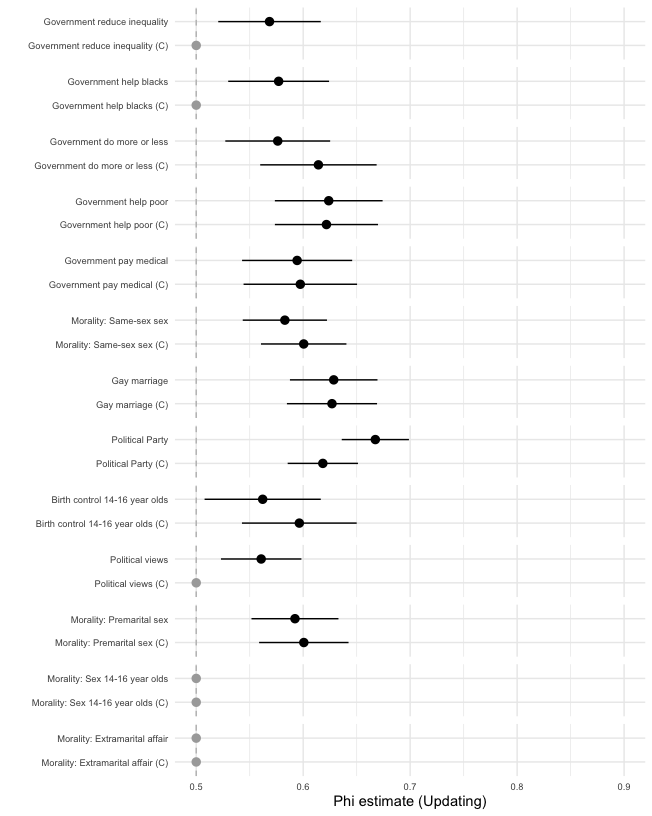 Government reduce inequality
Government reduce inequality (C)
Government help blacks
Government help blacks (C)
Government do more or less
Government do more or less (C)
Government help poor
Government help poor (C)
Government pay medical
Government pay medical (C)
Morality: Same-sex sex
Morality: Same-sex sex (C)
Gay marriage
Gay marriage (C)
Political Party
Political Party (C)
Birth control 14-16 year olds
Birth control 14-16 year olds (C)
Political views
Political views (C)
Morality: Premarital sex
Morality: Premarital sex (C)
Morality: Sex 14-16 year olds
Morality: Sex 14-16 year olds (C)
Morality: Extramarital affair
Morality: Extramarital affair (C)
0.5 0.6 0.7 0.8 0.9
Phi estimate (Updating)